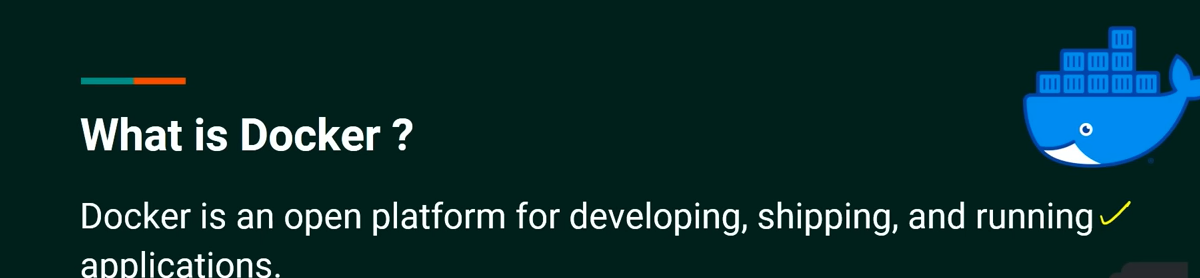 What is Docker ?
Docker is an open platform for developing, shipping, and running
applications.